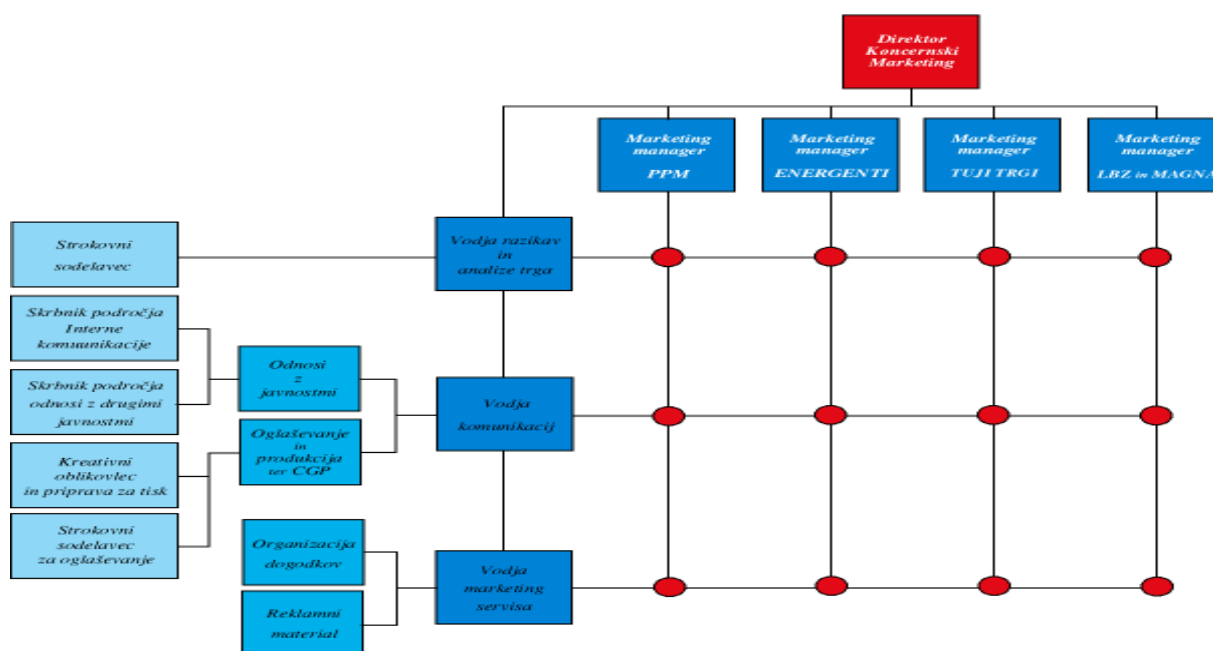 Direktor
Koncernski
Marketing
Marketing
manager
PPM
Marketing
manager
ENERGENTI
Marketing
manager
TUJI TRGI
Marketing
manager
LBZ in MAGNA
Strokovni
sodelavec
Vodja razikav
in
analize trga
Skrbnik področja
Interne
komuunikacije
Skrbnik področja
odnosi z drugimi
javnostmi
Odnosi
z
javnostmi
Vodja
komunikacij
Oglaševanje
in
produkcija
ter CGP
Kreativni
oblikovlec
in priprava za tisk
Strokovni
sodelavec
za oglaševanje
Organizacija
dogodkov
Vodja
marketing
servisa
Reklamni
material